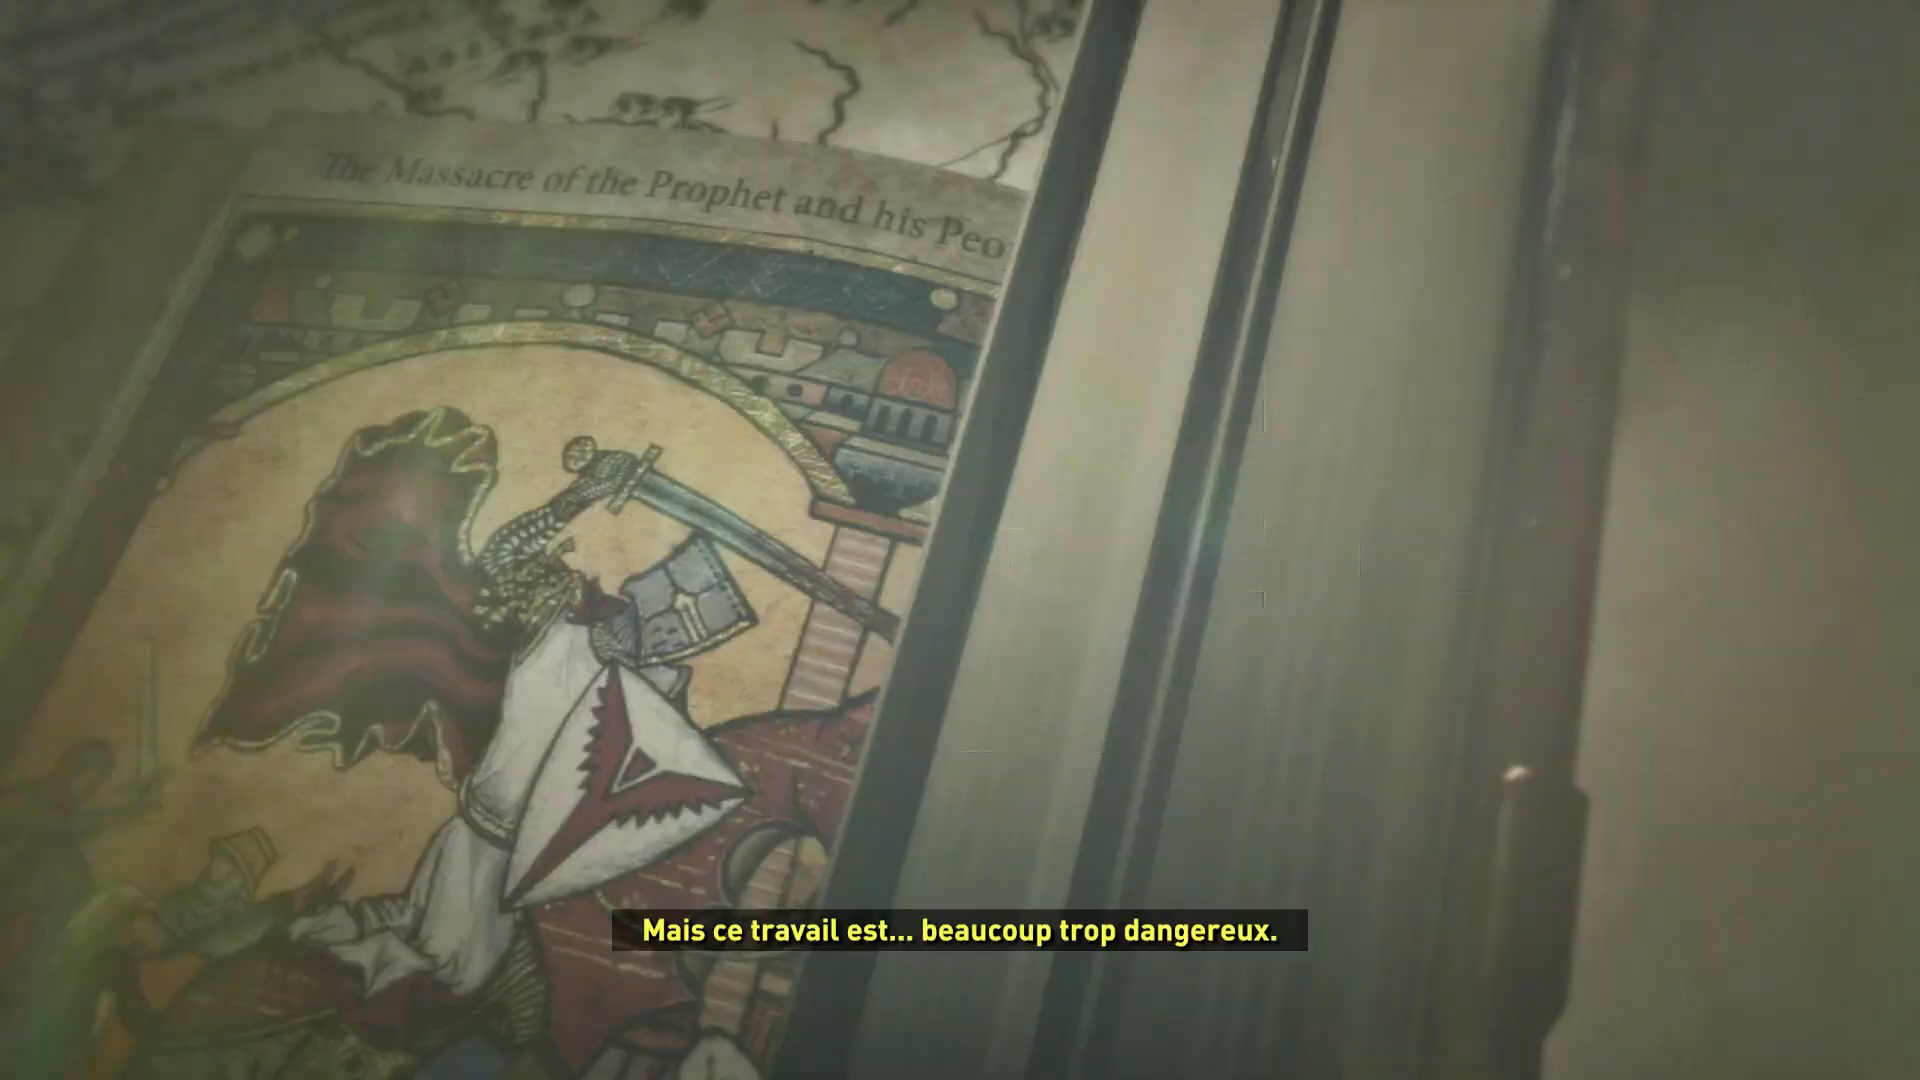 The Massacre of the Prophet and his Peo
Mais ce travail est... beaucoup trop dangereux.